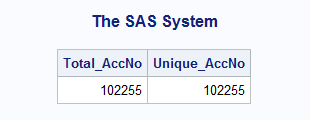 The SAS System
Total_AccNo Unique_AccNo
102255 102255